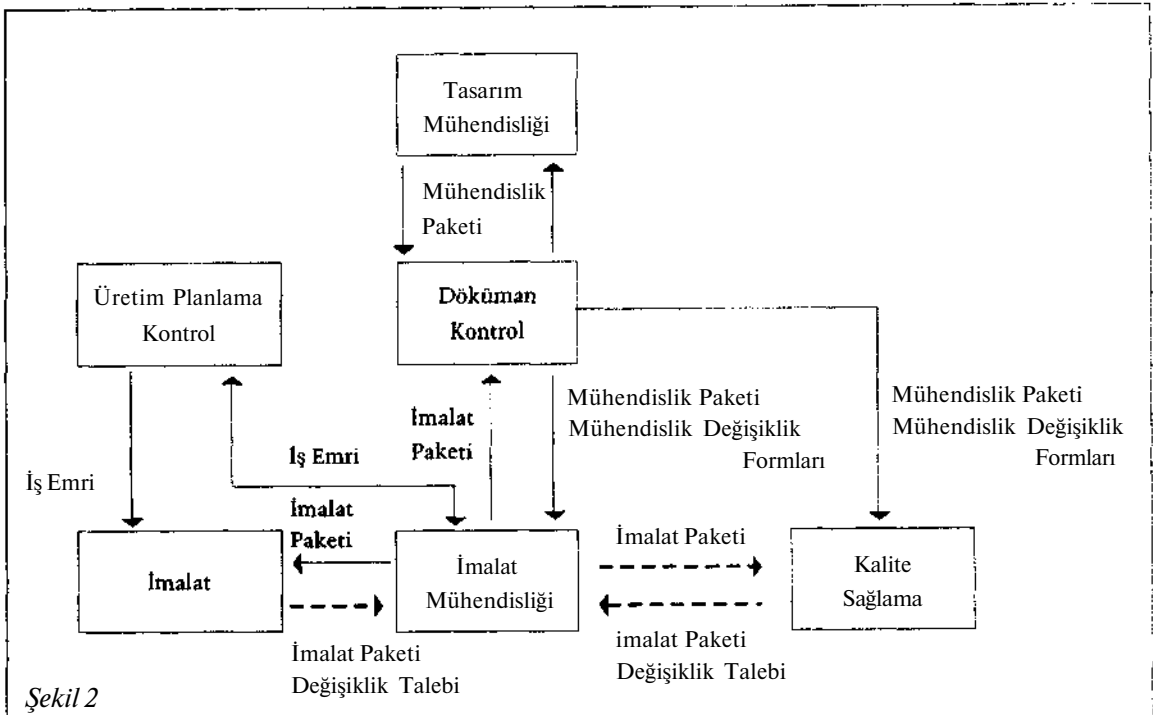 Tasarım
Mühendisliği
Mühendislik
Paketi
Üretim Planlama
Kontrol
Döküman
Kontrol
Mühendislik Paketi
Mühendislik Değişiklik
Formları
Mühendislik Paketi
Mühendislik Değişiklik
Formları
İmalat
Paketi
İş Emri
İş Emri
İmalat
Paketi
İmalat
İmalat
Mühendisliği
İmalat Paketi
Kalite
Sağlama
İmalat Paketi
Değişiklik Talebi
imalat Paketi
Değişiklik Talebi
Şekil 2